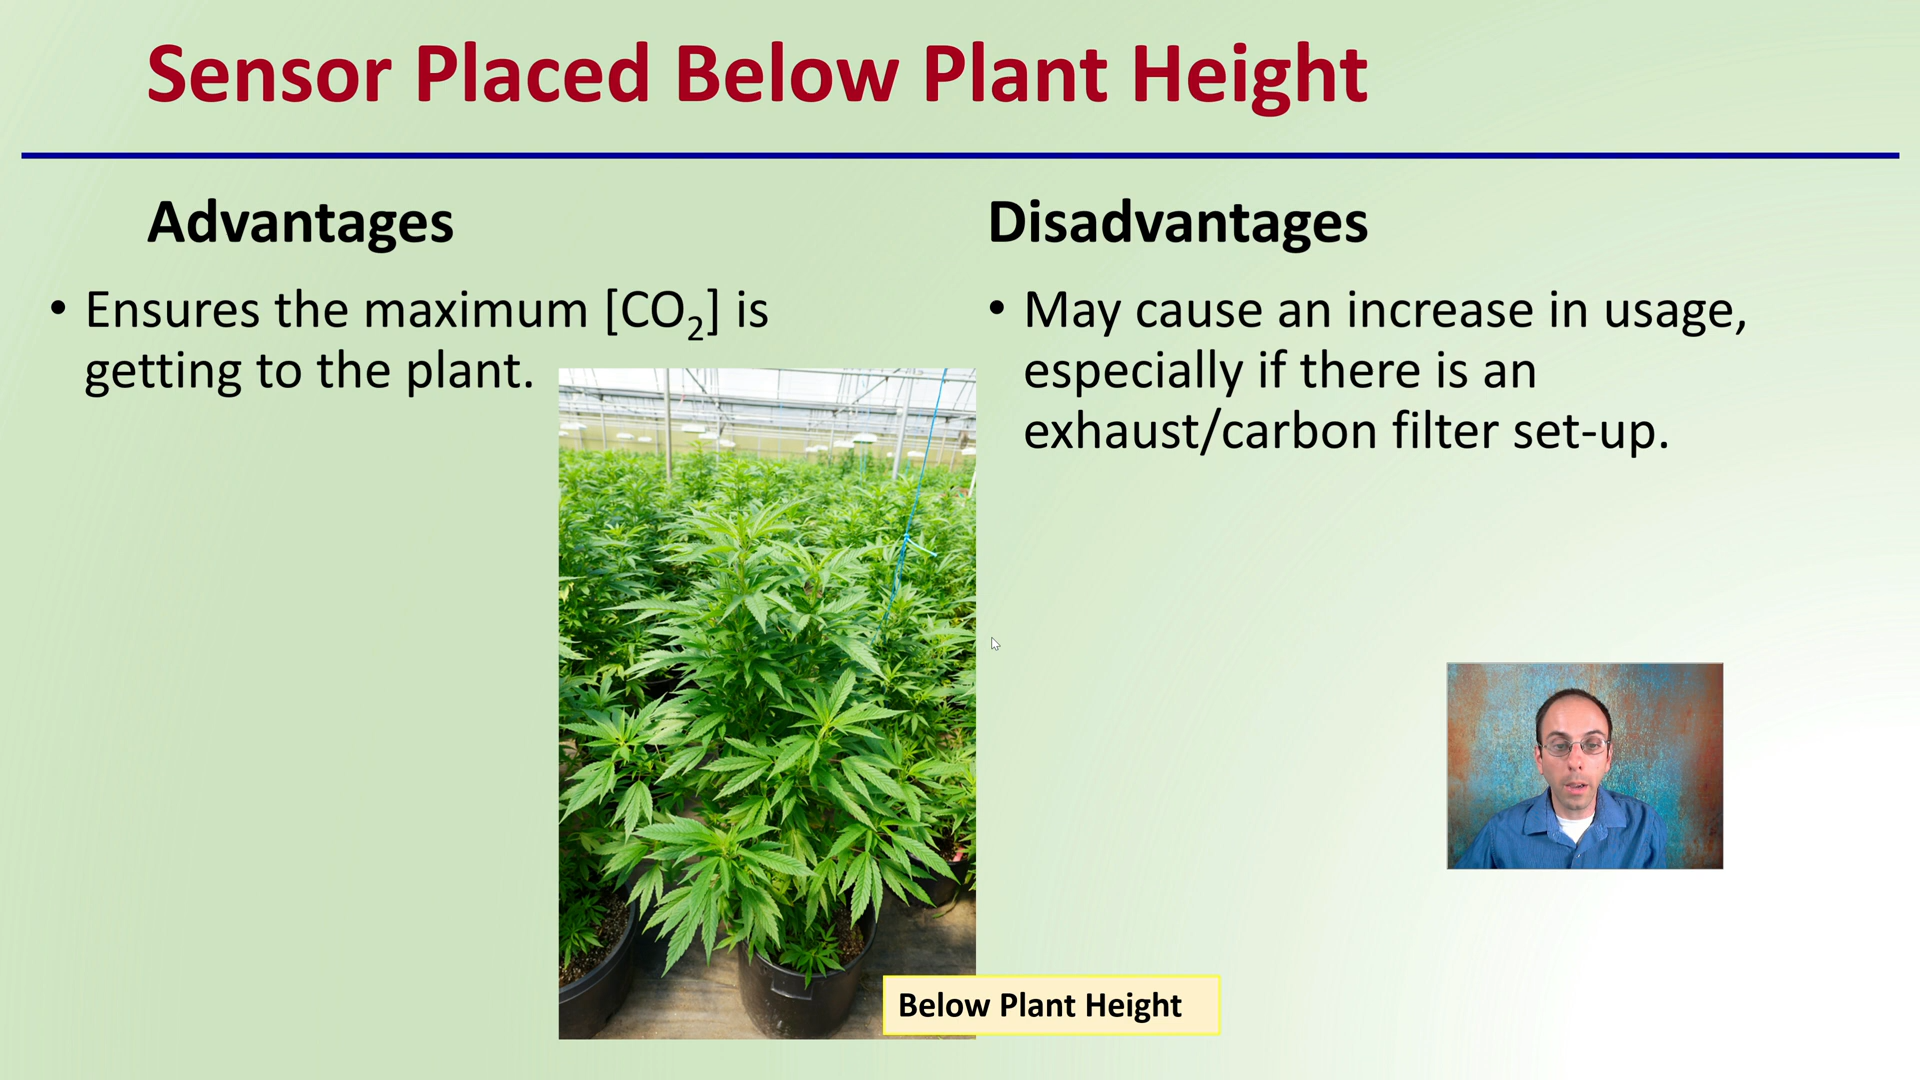 Sensor Placed Below Plant Height
Advantages
• Ensures the maximum [CO₂] is
getting to the plant.
Disadvantages
• May cause an increase in usage,
especially if there is an
exhaust/carbon filter set-up.
Below Plant Height